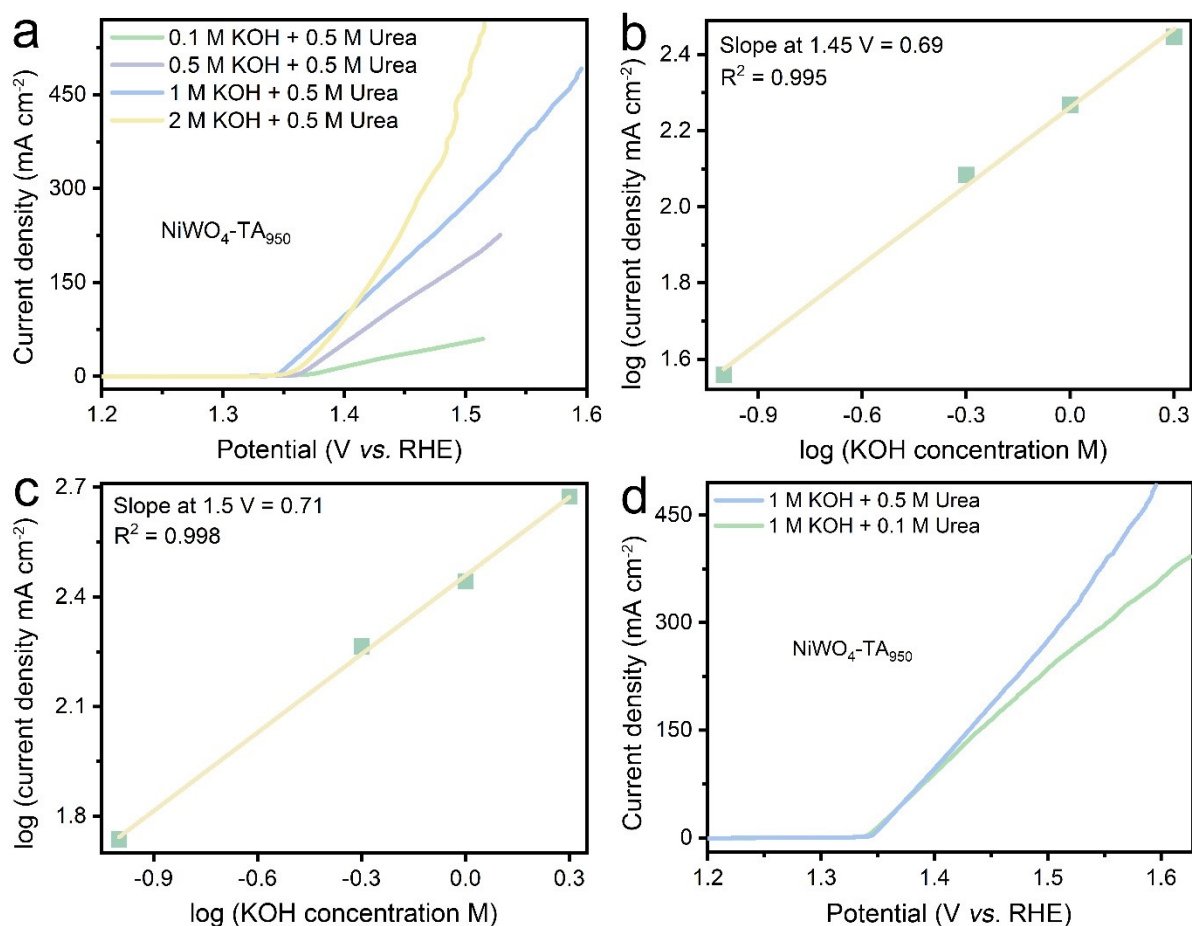 a
0.1 M KOH + 0.5 M Urea
0.5 M KOH + 0.5 M Urea
1 M KOH + 0.5 M Urea
2 M KOH + 0.5 M Urea
NiWO₄-TA₉₅₀
Current density (mA cm⁻²)
450
300
150
0
1.2 1.3 1.4 1.5 1.6
Potential (V vs. RHE)
b
Slope at 1.45 V = 0.69
R² = 0.995
log (current density mA cm⁻²)
2.4
2.2
2.0
1.8
1.6
-0.9 -0.6 -0.3 0.0 0.3
log (KOH concentration M)
c
Slope at 1.5 V = 0.71
R² = 0.998
log (current density mA cm⁻²)
2.7
2.4
2.1
1.8
-0.9 -0.6 -0.3 0.0 0.3
log (KOH concentration M)
d
1 M KOH + 0.5 M Urea
1 M KOH + 0.1 M Urea
NiWO₄-TA₉₅₀
Current density (mA cm⁻²)
450
300
150
0
1.2 1.3 1.4 1.5 1.6
Potential (V vs. RHE)